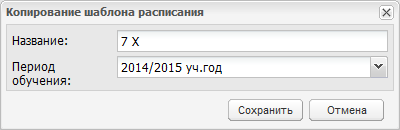 Копирование шаблона расписания
Название: 7 X
Период обучения: 2014/2015 уч.год
Сохранить Отмена